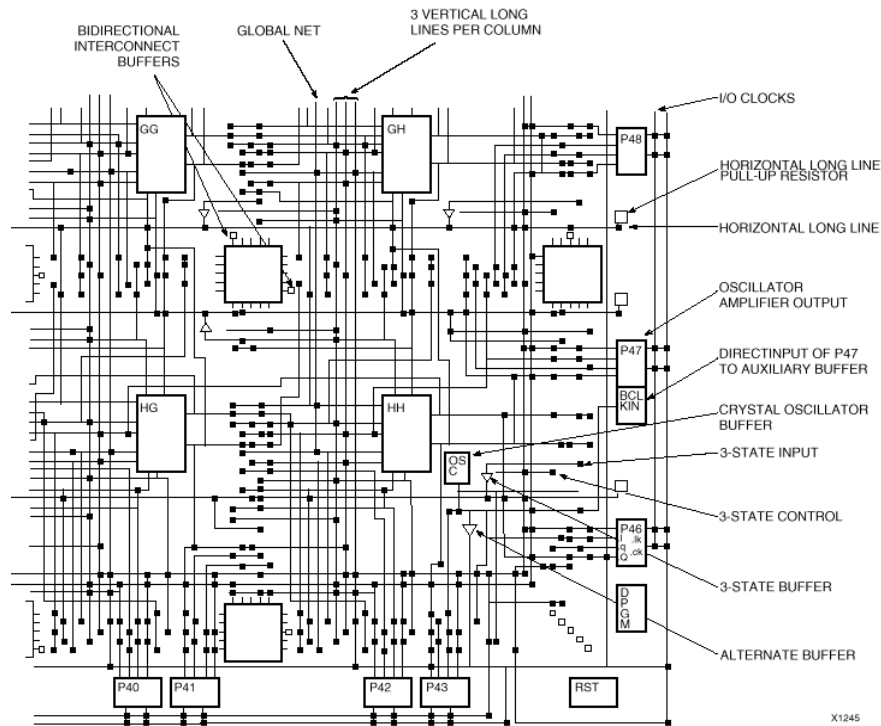 BIDIRECTIONAL
INTERCONNECT
BUFFERS
GLOBAL NET
3 VERTICAL LONG
LINES PER COLUMN
I/O CLOCKS
GG
GH
P48
HORIZONTAL LONG LINE
PULL-UP RESISTOR
HORIZONTAL LONG LINE
OSCILLATOR
AMPLIFIER OUTPUT
P47
DIRECTINPUT OF P47
TO AUXILIARY BUFFER
BCL
KIN
HG
HH
CRYSTAL OSCILLATOR
BUFFER
OS
C
3-STATE INPUT
3-STATE CONTROL
P46
I
.lk
q
.ck
Q
3-STATE BUFFER
D
P
G
M
ALTERNATE BUFFER
P40
P41
P42
P43
RST
X1245